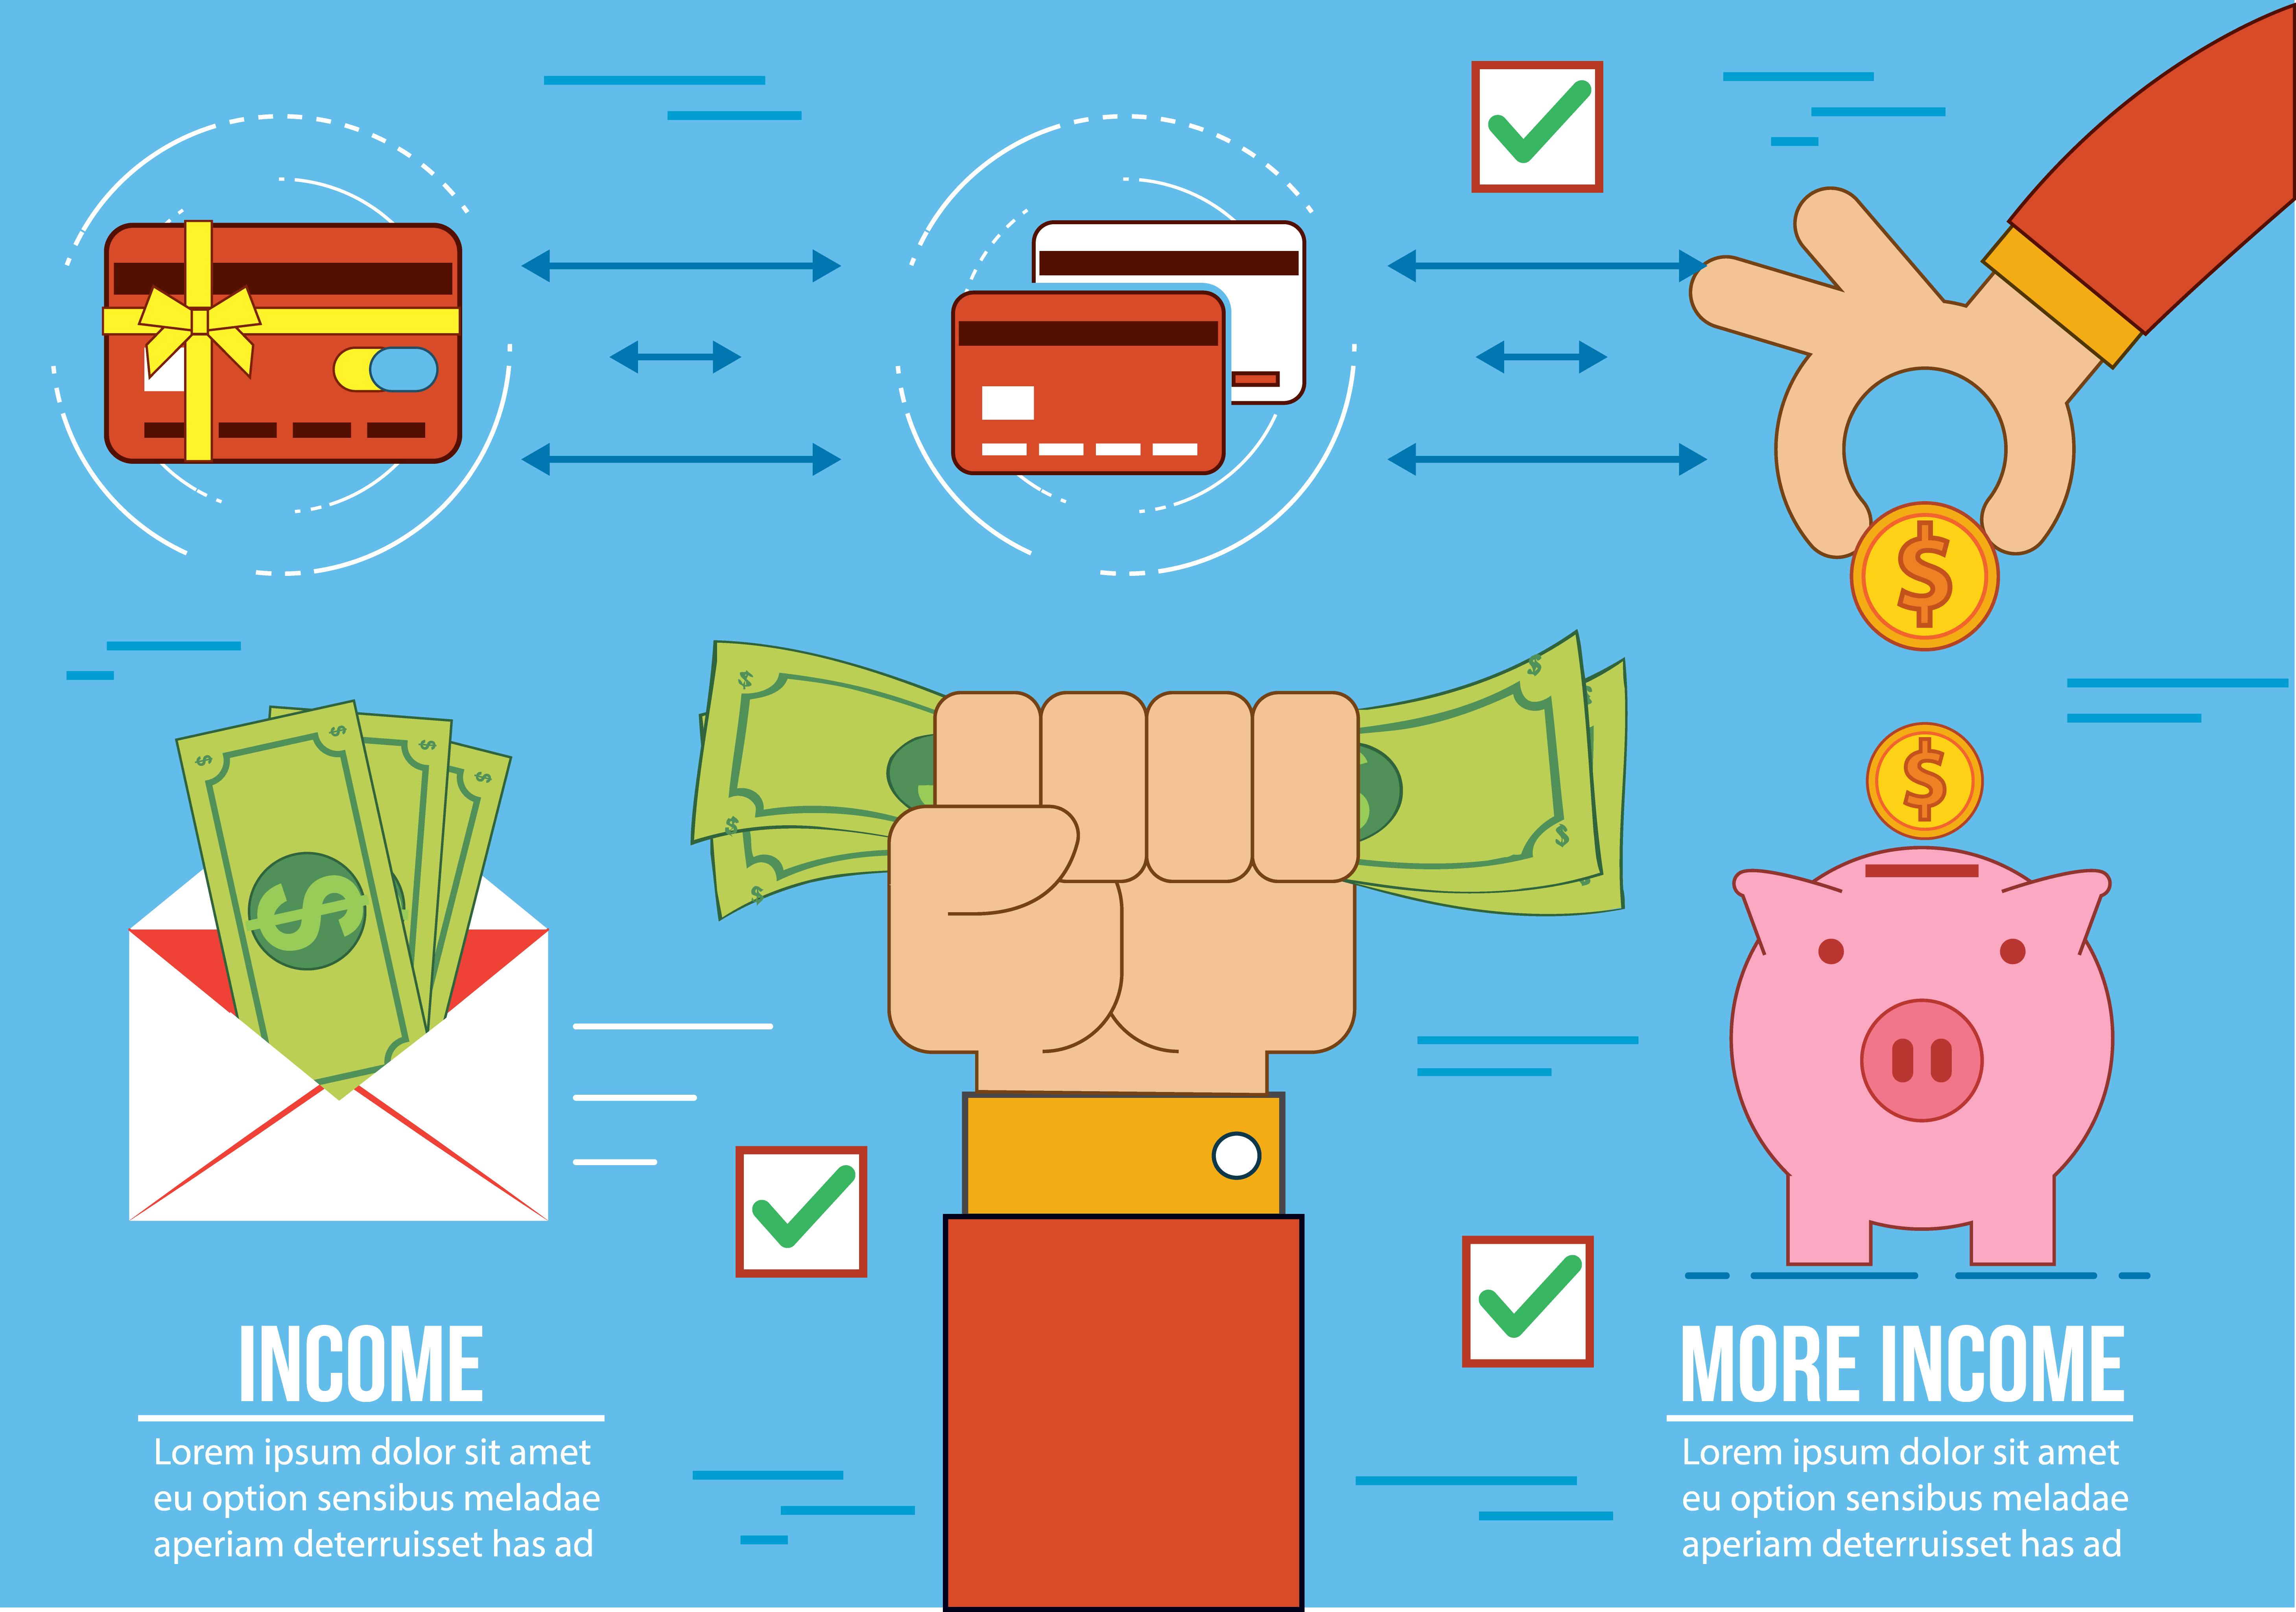 $
$
$ $ $
$ $
$
$
$
$
$
INCOME
Lorem ipsum dolor sit amet
eu option sensibus meladae
aperiam deterruisset has ad
MORE INCOME
Lorem ipsum dolor sit amet
eu option sensibus meladae
aperiam deterruisset has ad